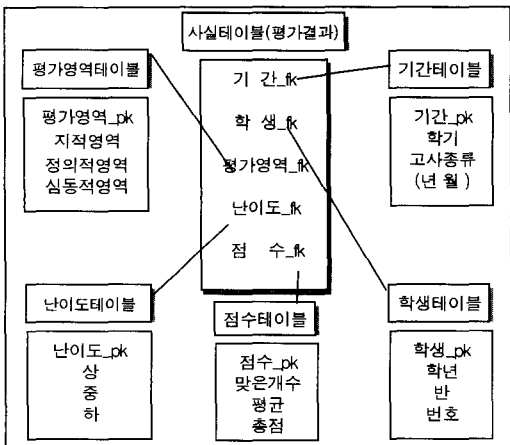 사실테이블(평가결과)
평가영역테이블
기간테이블
기 간_fk
학 생_fk
평가영역_fk
난이도_fk
점 수_fk
평가영역_pk
지적영역
정의적영역
심동적영역
기간_pk
학기
고사종류
(년 월)
난이도테이블
점수테이블
학생테이블
난이도_pk
상
중
하
점수_pk
맞은개수
평균
총점
학생_pk
학년
반
번호